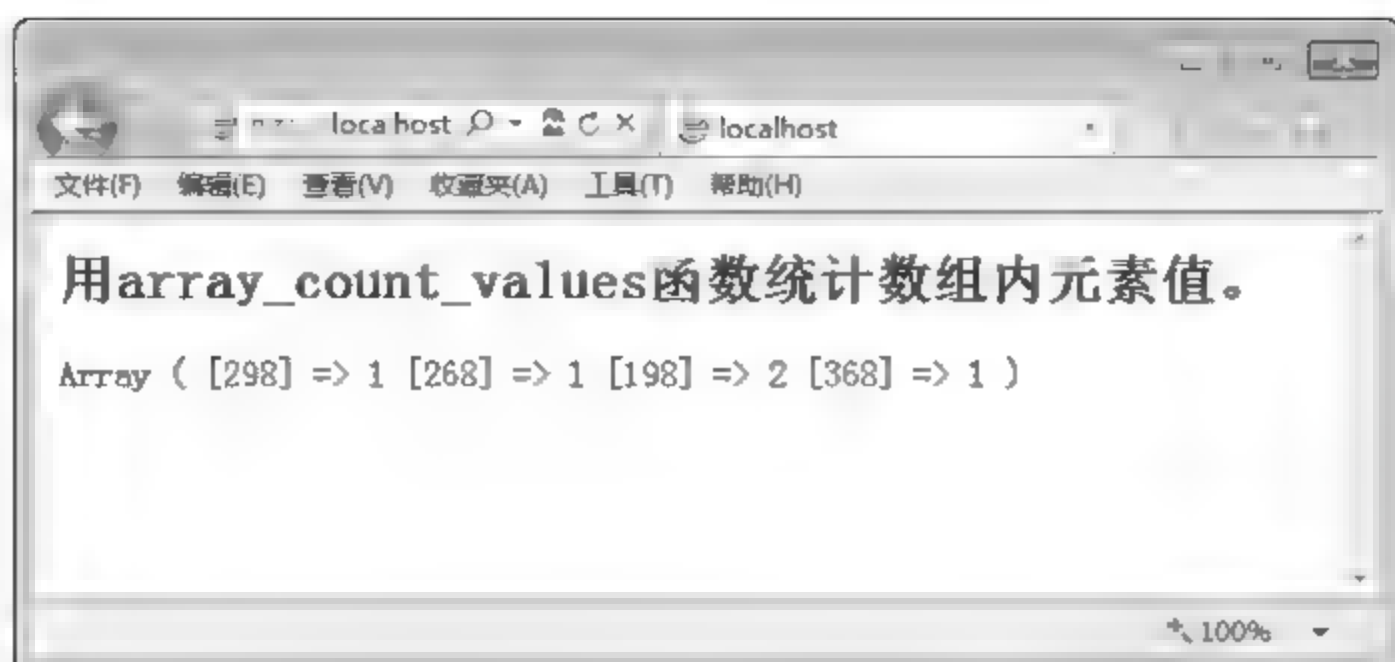 loca host localhost
文件(F) 编辑(E) 查看(V) 收藏夹(A) 工具(T) 帮助(H)
用array_count_values函数统计数组内元素值。
Array ( [298] => 1 [268] => 1 [198] => 2 [368] => 1 )
100%